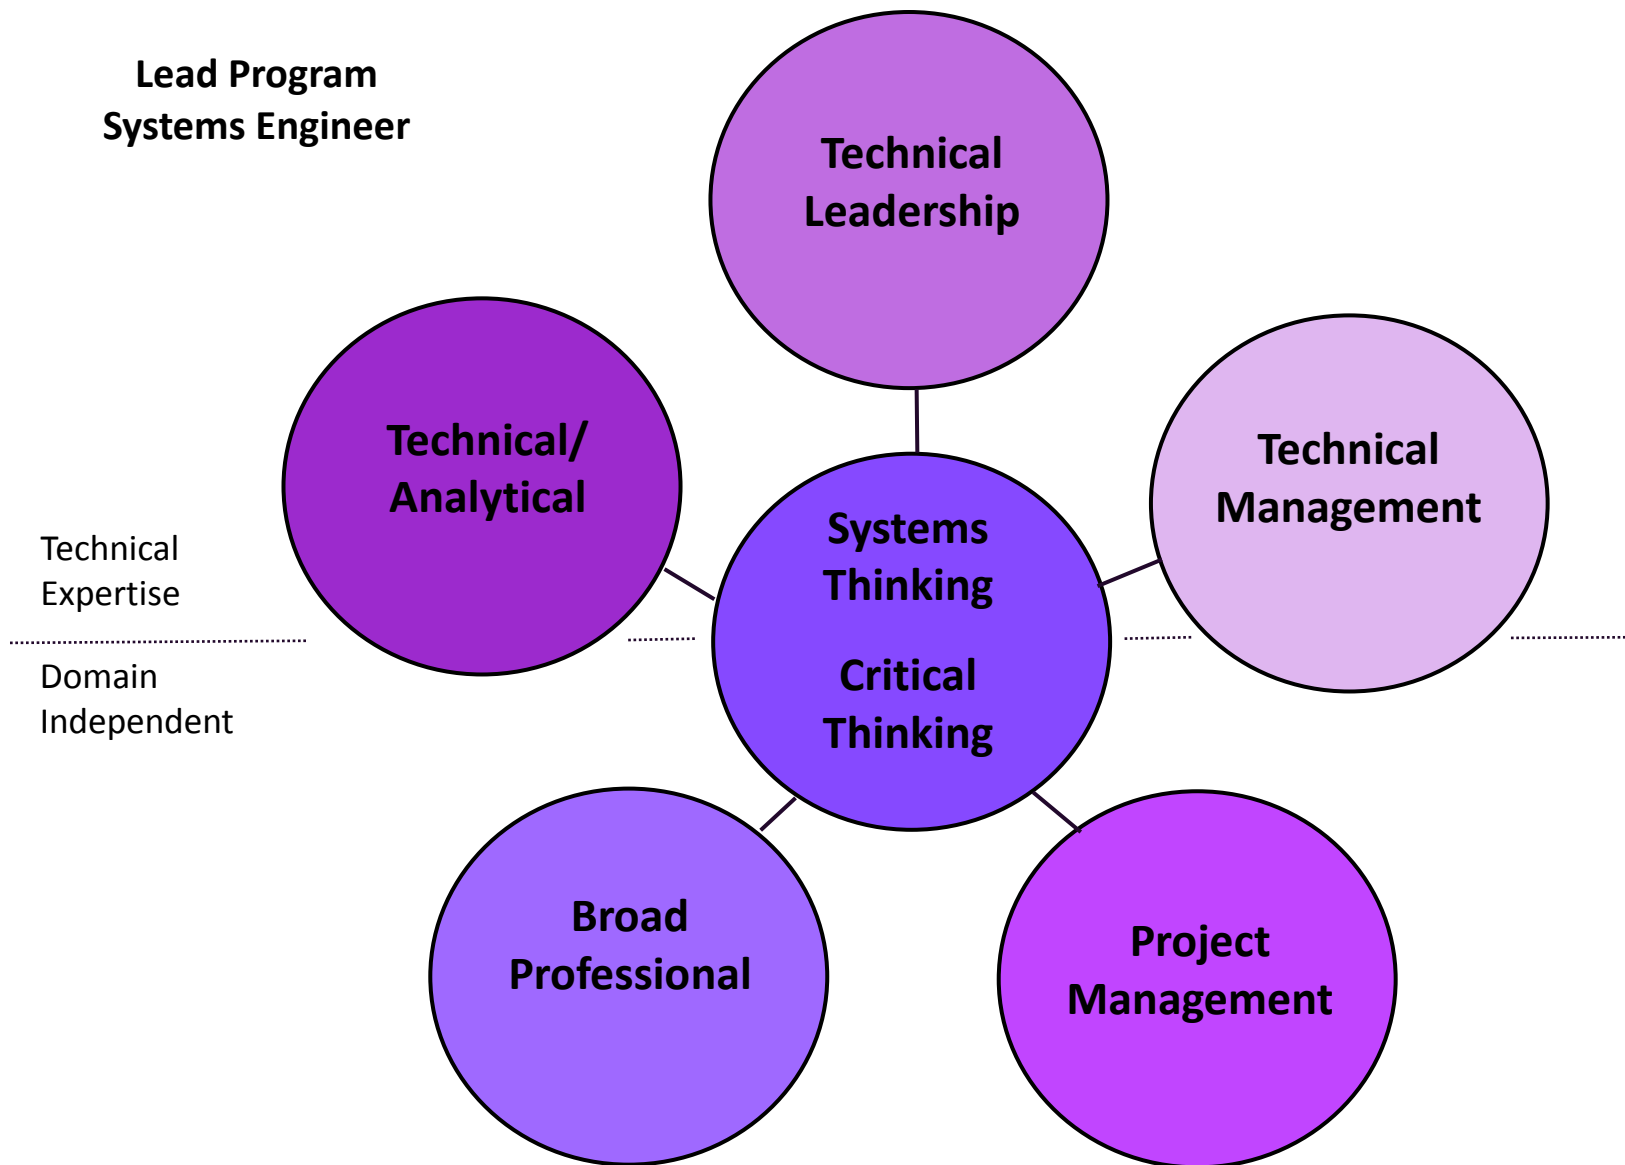 Lead Program
Systems Engineer
Technical
Leadership
Technical/
Analytical
Technical
Management
Systems
Thinking
Critical
Thinking
Technical
Expertise
Domain
Independent
Broad
Professional
Project
Management